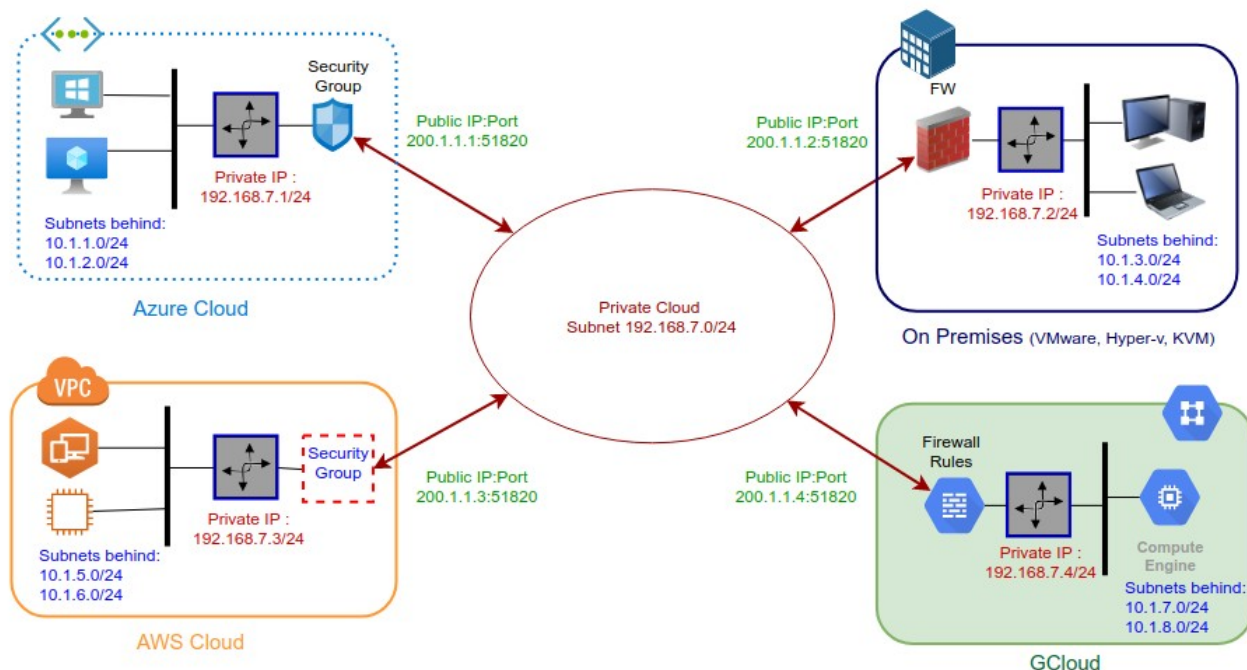 Security
Group
Public IP:Port
200.1.1.1:51820
Private IP :
192.168.7.1/24
Subnets behind:
10.1.1.0/24
10.1.2.0/24
Azure Cloud
FW
Public IP:Port
200.1.1.2:51820
Private IP :
192.168.7.2/24
Subnets behind:
10.1.3.0/24
10.1.4.0/24
On Premises (VMware, Hyper-v, KVM)
Private Cloud
Subnet 192.168.7.0/24
VPC
Security
Group
Public IP:Port
200.1.1.3:51820
Private IP :
192.168.7.3/24
Subnets behind:
10.1.5.0/24
10.1.6.0/24
AWS Cloud
Firewall
Rules
Public IP:Port
200.1.1.4:51820
Private IP :
192.168.7.4/24
Compute
Engine
Subnets behind:
10.1.7.0/24
10.1.8.0/24
GCloud